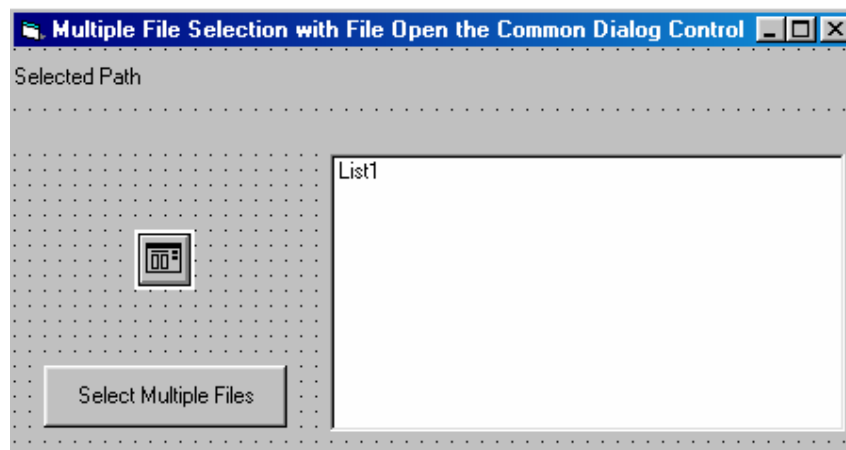 Multiple File Selection with File Open the Common Dialog Control
Selected Path
List1
Select Multiple Files